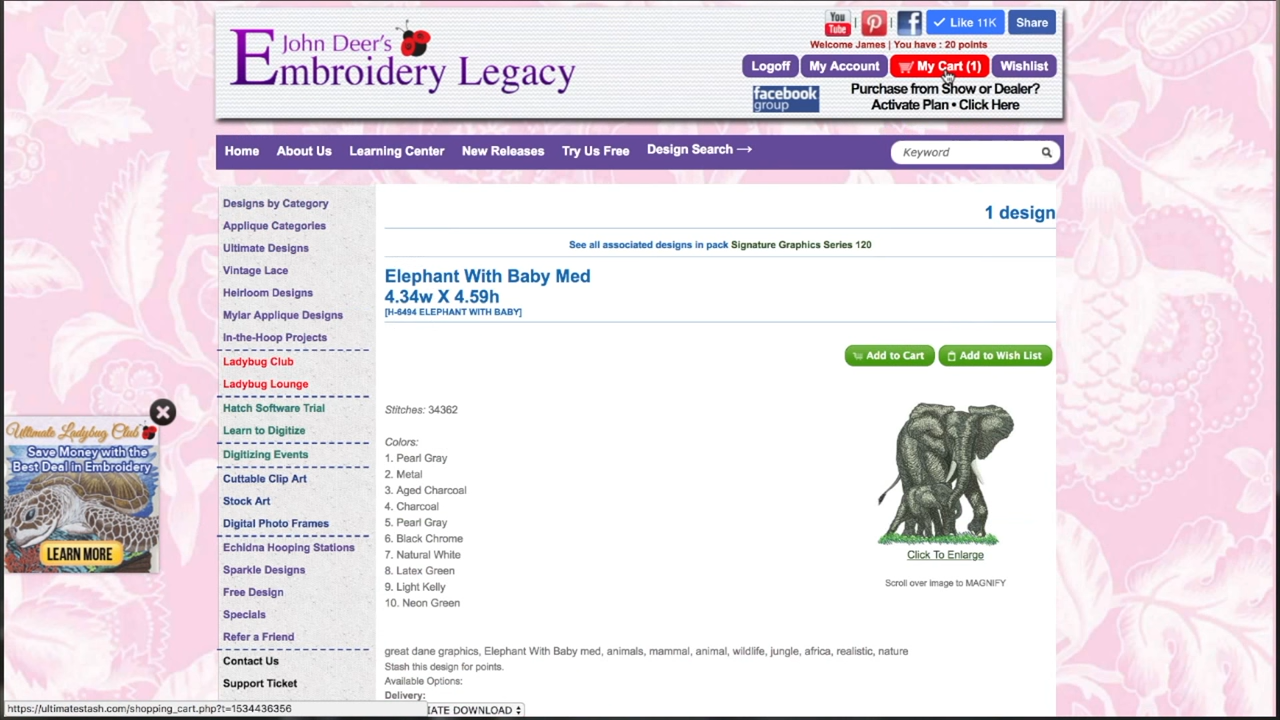 John Deer's
Embroidery Legacy
You Tube
Like 11K
Share
Welcome James | You have : 20 points
Logoff
My Account
My Cart (1)
Wishlist
facebook group
Purchase from Show or Dealer?
Activate Plan • Click Here
Home
About Us
Learning Center
New Releases
Try Us Free
Design Search →
Keyword
Designs by Category
Applique Categories
Ultimate Designs
Vintage Lace
Heirloom Designs
Mylar Applique Designs
In-the-Hoop Projects
Ladybug Club
Ladybug Lounge
Hatch Software Trial
Learn to Digitize
Digitizing Events
Cuttable Clip Art
Stock Art
Digital Photo Frames
Echidna Hooping Stations
Sparkle Designs
Free Design
Specials
Refer a Friend
Contact Us
Support Ticket
Ultimate Ladybug Club
Save Money with the
Best Deal in Embroidery
LEARN MORE
1 design
See all associated designs in pack Signature Graphics Series 120
Elephant With Baby Med
4.34w X 4.59h
[H-6494 ELEPHANT WITH BABY]
Add to Cart
Add to Wish List
Stitches: 34362
Colors:
1. Pearl Gray
2. Metal
3. Aged Charcoal
4. Charcoal
5. Pearl Gray
6. Black Chrome
7. Natural White
8. Latex Green
9. Light Kelly
10. Neon Green
Click To Enlarge
Scroll over image to MAGNIFY
great dane graphics, Elephant With Baby med, animals, mammal, animal, wildlife, jungle, africa, realistic, nature
Stash this design for points.
Available Options:
Delivery:
IATE DOWNLOAD
https://ultimatestash.com/shopping_cart.php?t=1534436356